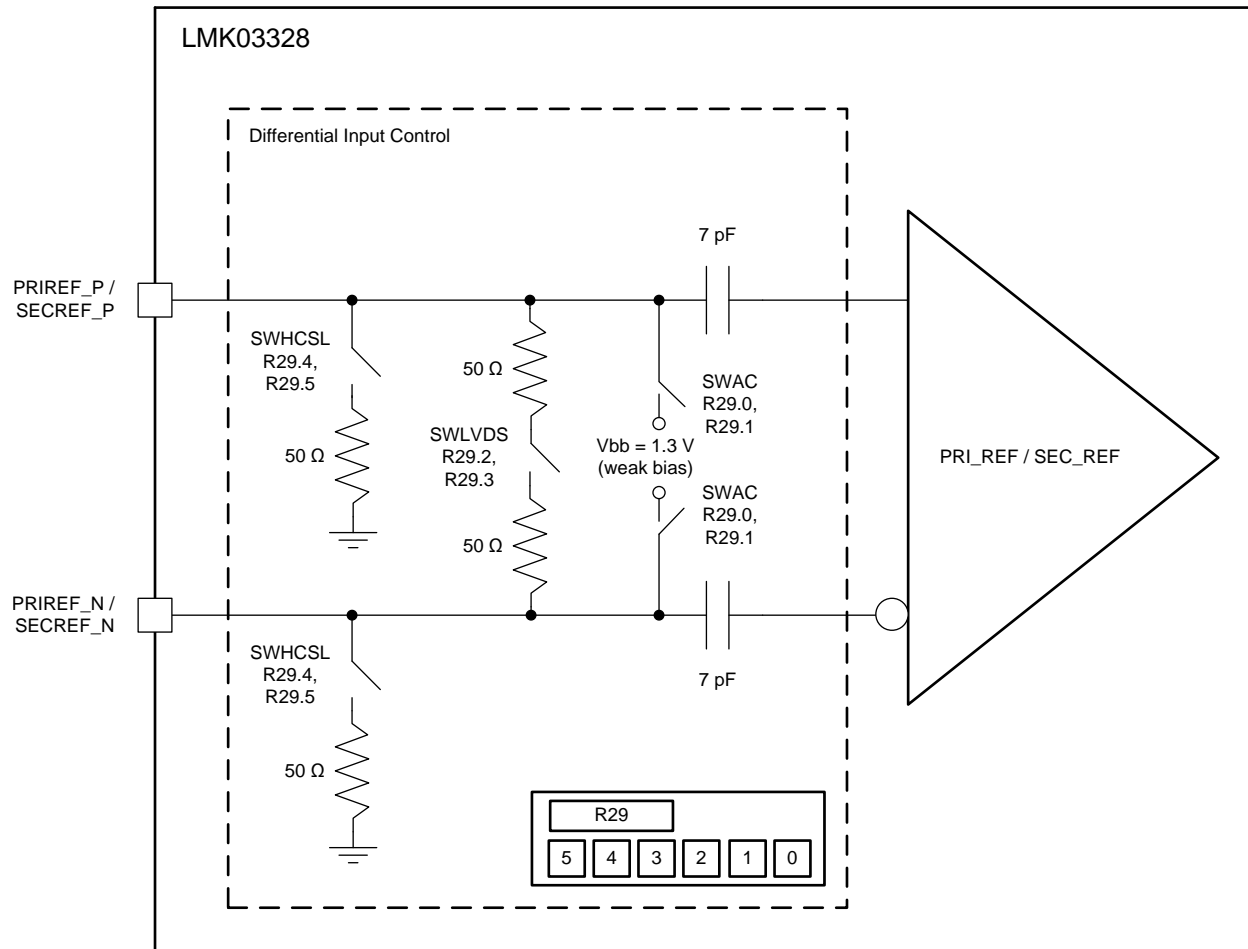 LMK03328
Differential Input Control
7 pF
PRIREF_P /
SECREF_P
SWHCSL
R29.4,
R29.5
50 Ω
50 Ω
SWLVDS
R29.2,
R29.3
50 Ω
SWAC
R29.0,
R29.1
Vbb = 1.3 V
(weak bias)
SWAC
R29.0,
R29.1
PRI_REF / SEC_REF
PRIREF_N /
SECREF_N
SWHCSL
R29.4,
R29.5
50 Ω
7 pF
R29
5 4 3 2 1 0